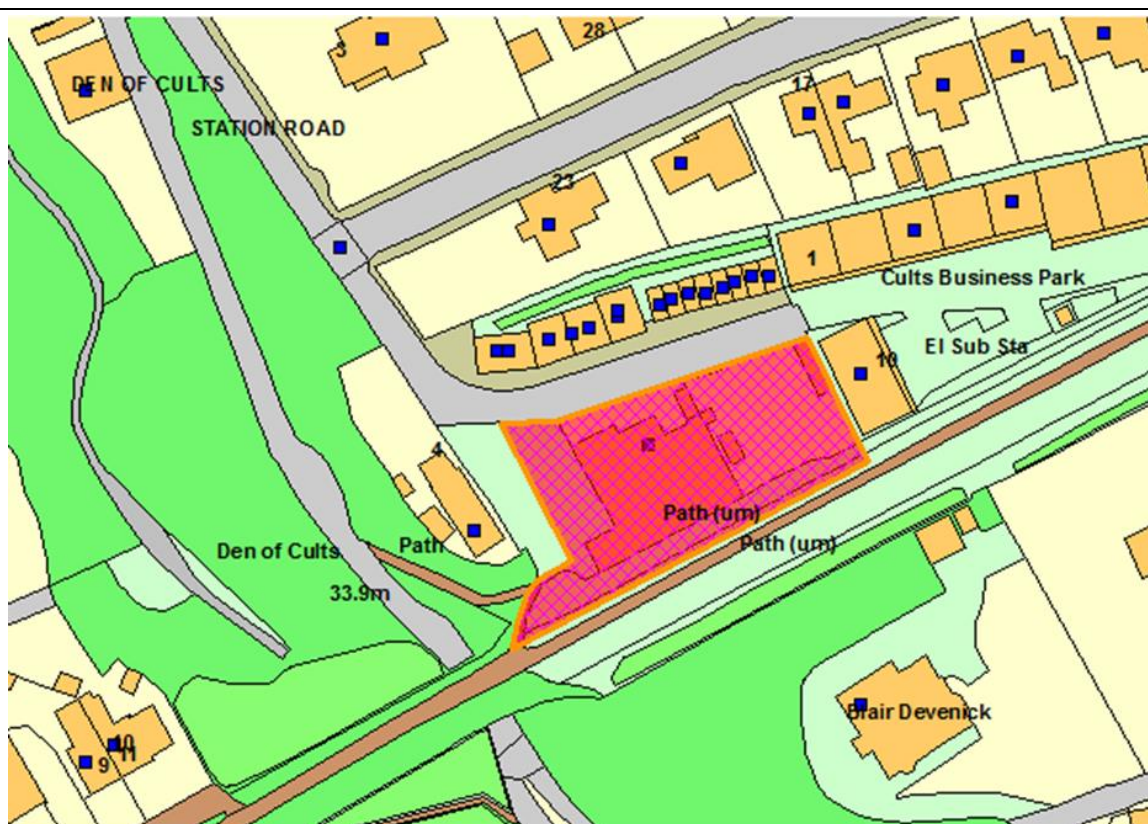 28
3
DEN OF CULTS
17
STATION ROAD
23
1
Cults Business Park
El Sub Sta
10
4
Path (um)
Path (um)
Den of Cults
Path
33.9m
Blair Devenick
10
11
9